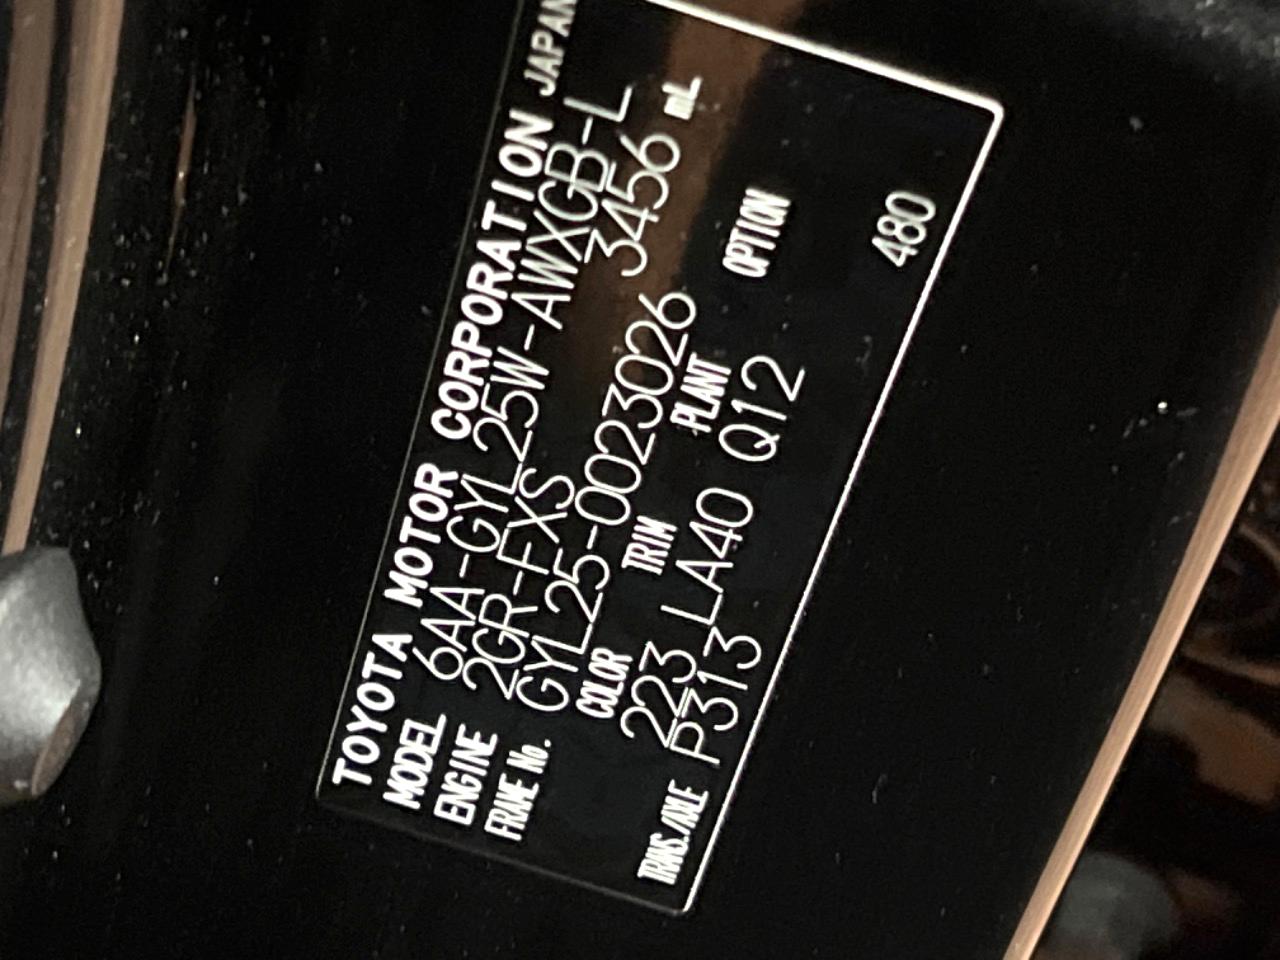 TOYOTA MOTOR CORPORATION JAPAN
MODEL 6AA-GYL25W-AWXGB-L
ENGINE 2GR-FXS 3456 mL
FRAME No. GYL25-0023026
COLOR TRIM PLANT OPTION
223 LA40 Q12
TRANS./AXLE P313 480